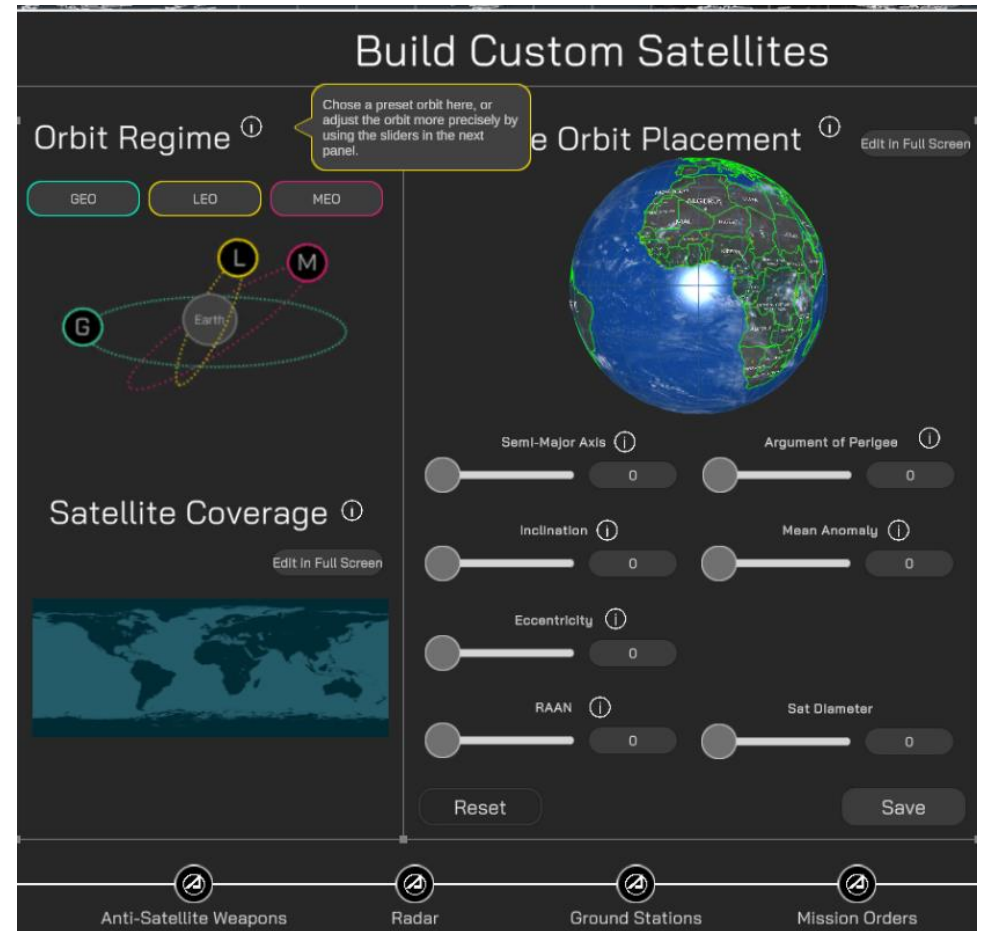 Build Custom Satellites
Orbit Regime
Chose a preset orbit here, or
adjust the orbit more precisely by
using the sliders in the next
panel.
GEO
LEO
MEO
L
M
G
Earth
Satellite Coverage
Edit In Full Screen
e Orbit Placement
Edit In Full Screen
Semi-Major Axis
0
Argument of Perigee
0
Inclination
0
Mean Anomaly
0
Eccentricity
0
RAAN
0
Sat Diameter
0
Reset
Save
Anti-Satellite Weapons
Radar
Ground Stations
Mission Orders